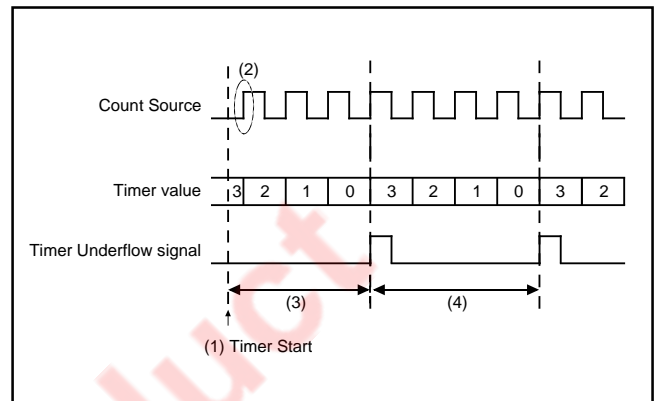 (2)
Count Source
Timer value 3 2 1 0 3 2 1 0 3 2
Timer Underflow signal
(3) (4)
(1) Timer Start